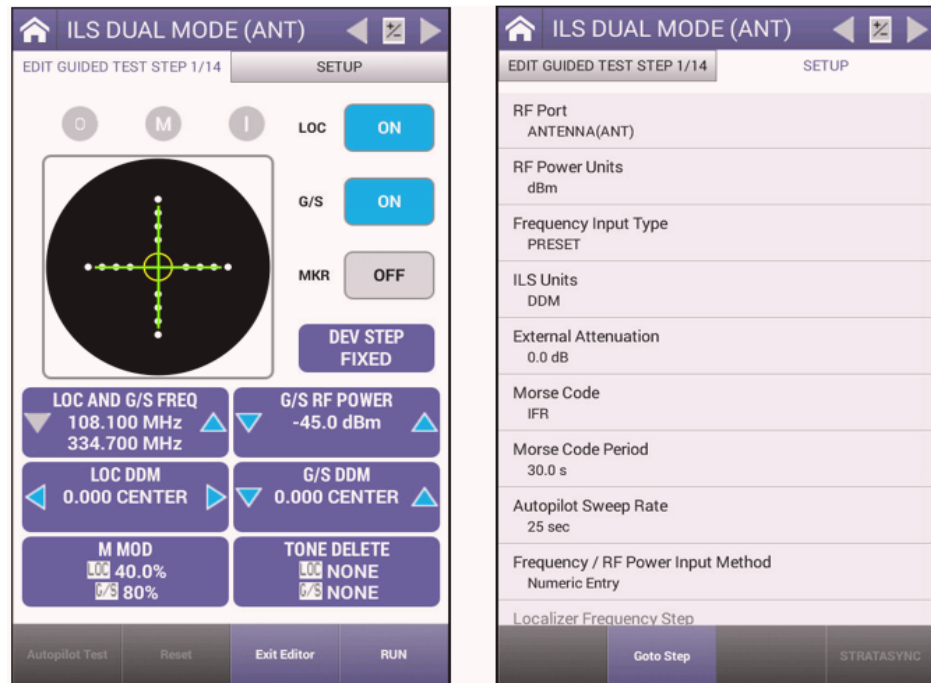 ILS DUAL MODE (ANT)
EDIT GUIDED TEST STEP 1/14
SETUP
O M I
LOC
ON
G/S
ON
MKR
OFF
DEV STEP
FIXED
LOC AND G/S FREQ
108.100 MHz
334.700 MHz
G/S RF POWER
-45.0 dBm
LOC DDM
0.000 CENTER
G/S DDM
0.000 CENTER
M MOD
LOC 40.0%
G/S 80%
TONE DELETE
LOC NONE
G/S NONE
Autopilot Test
Reset
Exit Editor
RUN
ILS DUAL MODE (ANT)
EDIT GUIDED TEST STEP 1/14
SETUP
RF Port
ANTENNA(ANT)
RF Power Units
dBm
Frequency Input Type
PRESET
ILS Units
DDM
External Attenuation
0.0 dB
Morse Code
IFR
Morse Code Period
30.0 s
Autopilot Sweep Rate
25 sec
Frequency / RF Power Input Method
Numeric Entry
Localizer Frequency Step
Goto Step
STRATASYNC